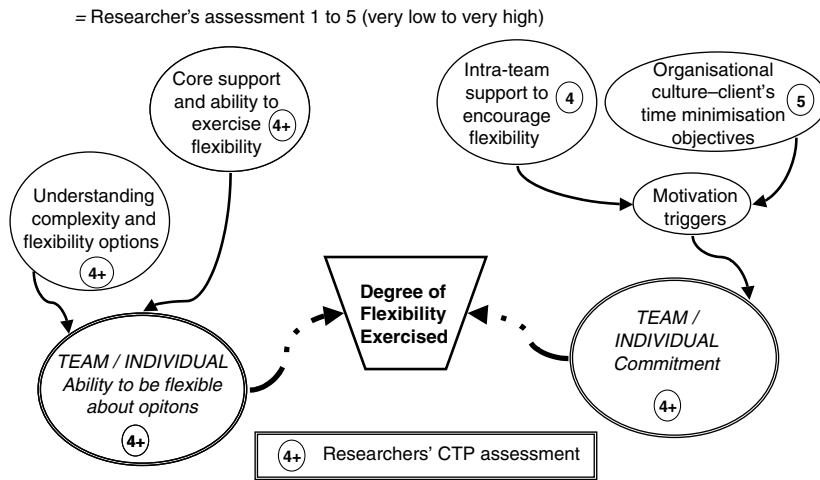 = Researcher's assessment 1 to 5 (very low to very high)
Core support
and ability to
exercise
flexibility
4+
Intra-team
support to
encourage
flexibility
4
Organisational
culture–client's
time minimisation
objectives
5
Understanding
complexity and
flexibility options
4+
Motivation
triggers
Degree of
Flexibility
Exercised
TEAM / INDIVIDUAL
Ability to be flexible
about opitons
4+
TEAM /
INDIVIDUAL
Commitment
4+
4+ Researchers' CTP assessment